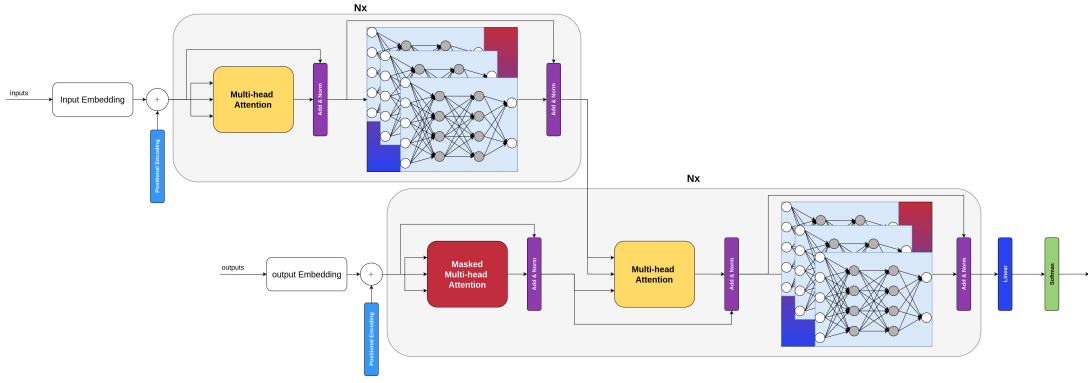 Nx
inputs
Input Embedding
+
Positional Encoding
Multi-head
Attention
Add & Norm
Add & Norm
Nx
outputs
output Embedding
+
Positional Encoding
Masked
Multi-head
Attention
Add & Norm
Multi-head
Attention
Add & Norm
Add & Norm
Linear
Softmax